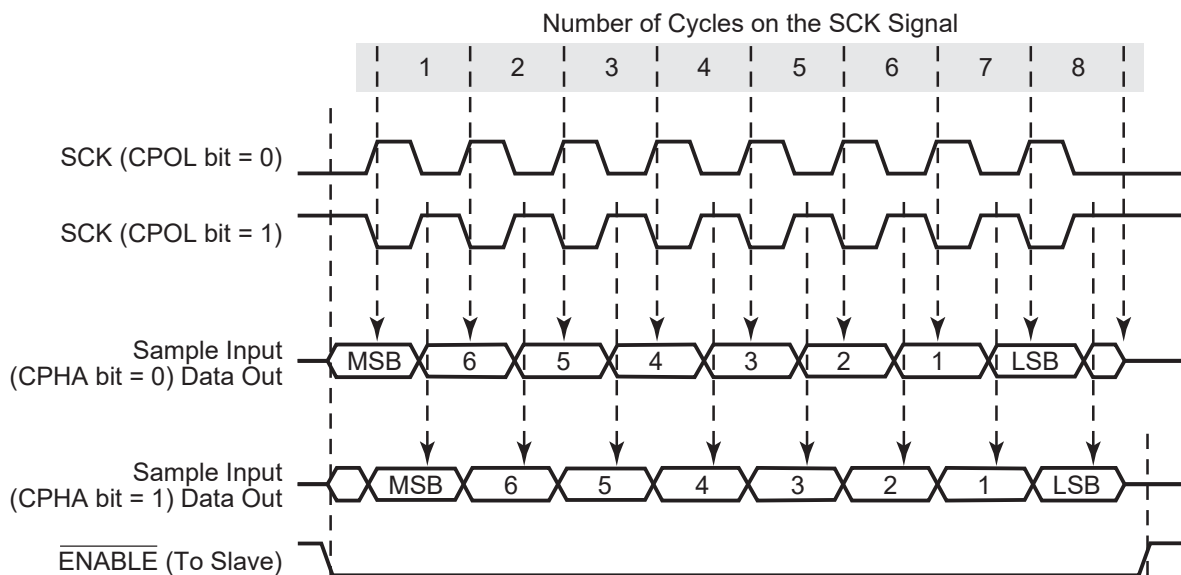 Number of Cycles on the SCK Signal
1 2 3 4 5 6 7 8
SCK (CPOL bit = 0)
SCK (CPOL bit = 1)
Sample Input
(CPHA bit = 0) Data Out
MSB 6 5 4 3 2 1 LSB
Sample Input
(CPHA bit = 1) Data Out
MSB 6 5 4 3 2 1 LSB
ENABLE (To Slave)